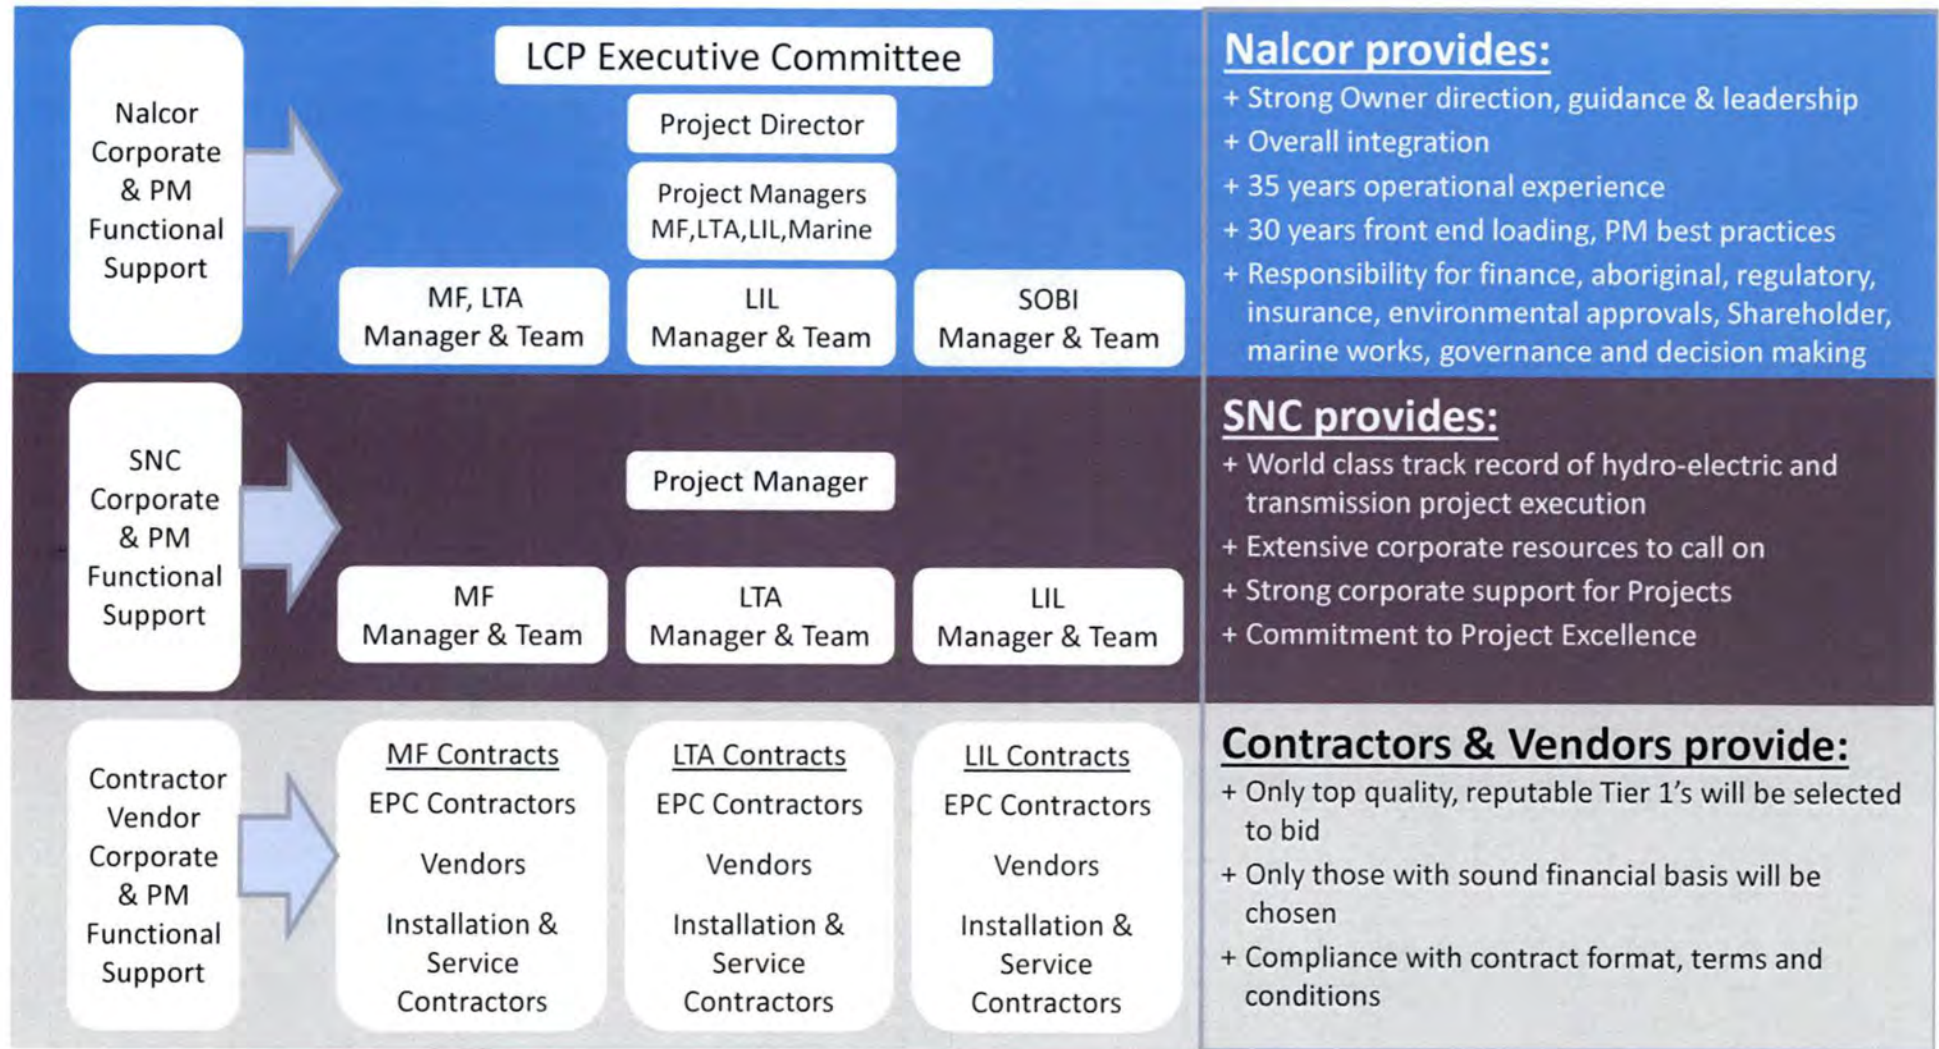 Nalcor
Corporate
& PM
Functional
Support
LCP Executive Committee
Project Director
Project Managers
MF,LTA,LIL,Marine
MF, LTA
Manager & Team
LIL
Manager & Team
SOBI
Manager & Team
Nalcor provides:
+ Strong Owner direction, guidance & leadership
+ Overall integration
+ 35 years operational experience
+ 30 years front end loading, PM best practices
+ Responsibility for finance, aboriginal, regulatory,
insurance, environmental approvals, Shareholder,
marine works, governance and decision making
SNC
Corporate
& PM
Functional
Support
Project Manager
MF
Manager & Team
LTA
Manager & Team
LIL
Manager & Team
SNC provides:
+ World class track record of hydro-electric and
transmission project execution
+ Extensive corporate resources to call on
+ Strong corporate support for Projects
+ Commitment to Project Excellence
Contractor
Vendor
Corporate
& PM
Functional
Support
MF Contracts
EPC Contractors
Vendors
Installation &
Service
Contractors
LTA Contracts
EPC Contractors
Vendors
Installation &
Service
Contractors
LIL Contracts
EPC Contractors
Vendors
Installation &
Service
Contractors
Contractors & Vendors provide:
+ Only top quality, reputable Tier 1's will be selected
to bid
+ Only those with sound financial basis will be
chosen
+ Compliance with contract format, terms and
conditions